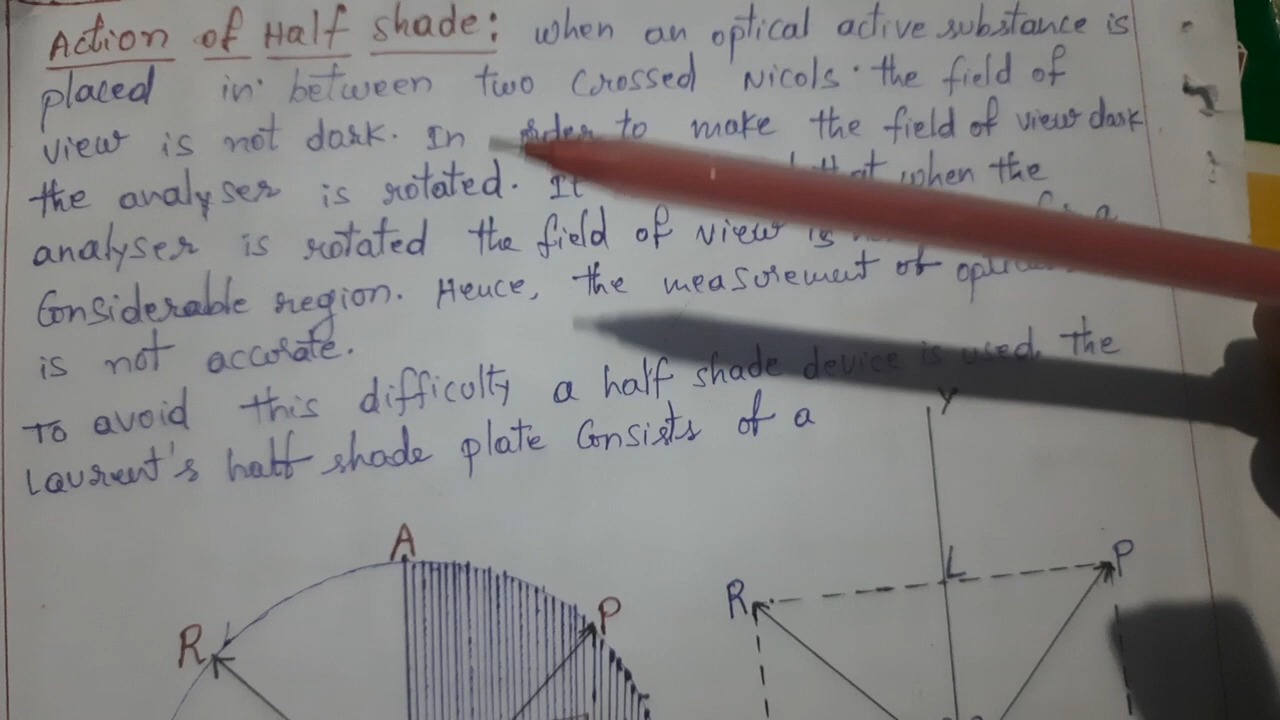 Action of Half shade: when an optical active substance is
placed in between two crossed Nicols. the field of
view is not dark. In order to make the field of view dark
the analyser is rotated. It that when the
analyser is rotated the field of view is a
Considerable region. Hence, the measurement of
is not accurate.
To avoid this difficulty a half shade device is used. The
Laurent's half shade plate Consists of a
A
R
P
Y
L
R
P